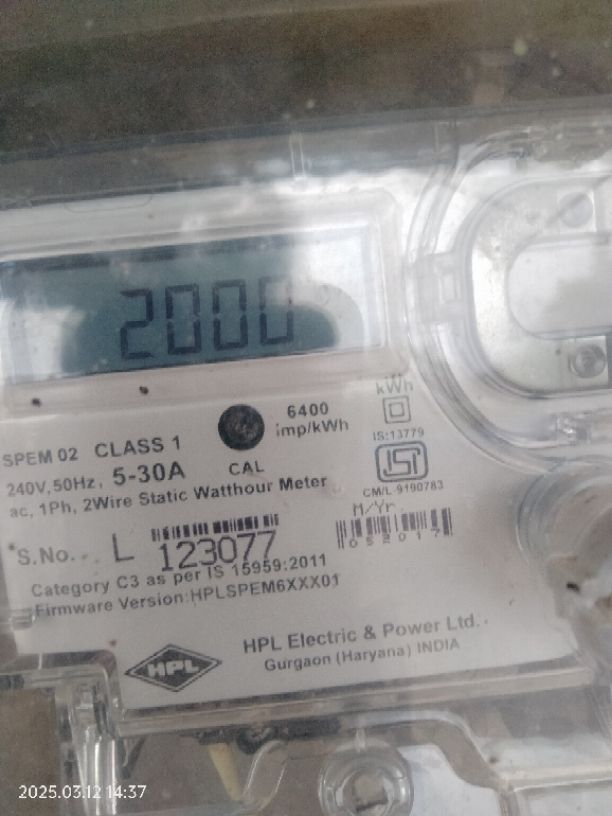 2000
kWh
6400
imp/kWh
IS:13779
SPEM 02 CLASS 1
CAL
240V,50Hz, 5-30A
CM/L-9190783
ac, 1Ph, 2Wire Static Watthour Meter
M/Yr.
S.No... L 123077
052017
Category C3 as per IS 15959:2011
Firmware Version:HPLSPEM6XXX01
HPL Electric & Power Ltd.
Gurgaon (Haryana) INDIA
HPL
2025.03.12 14:37